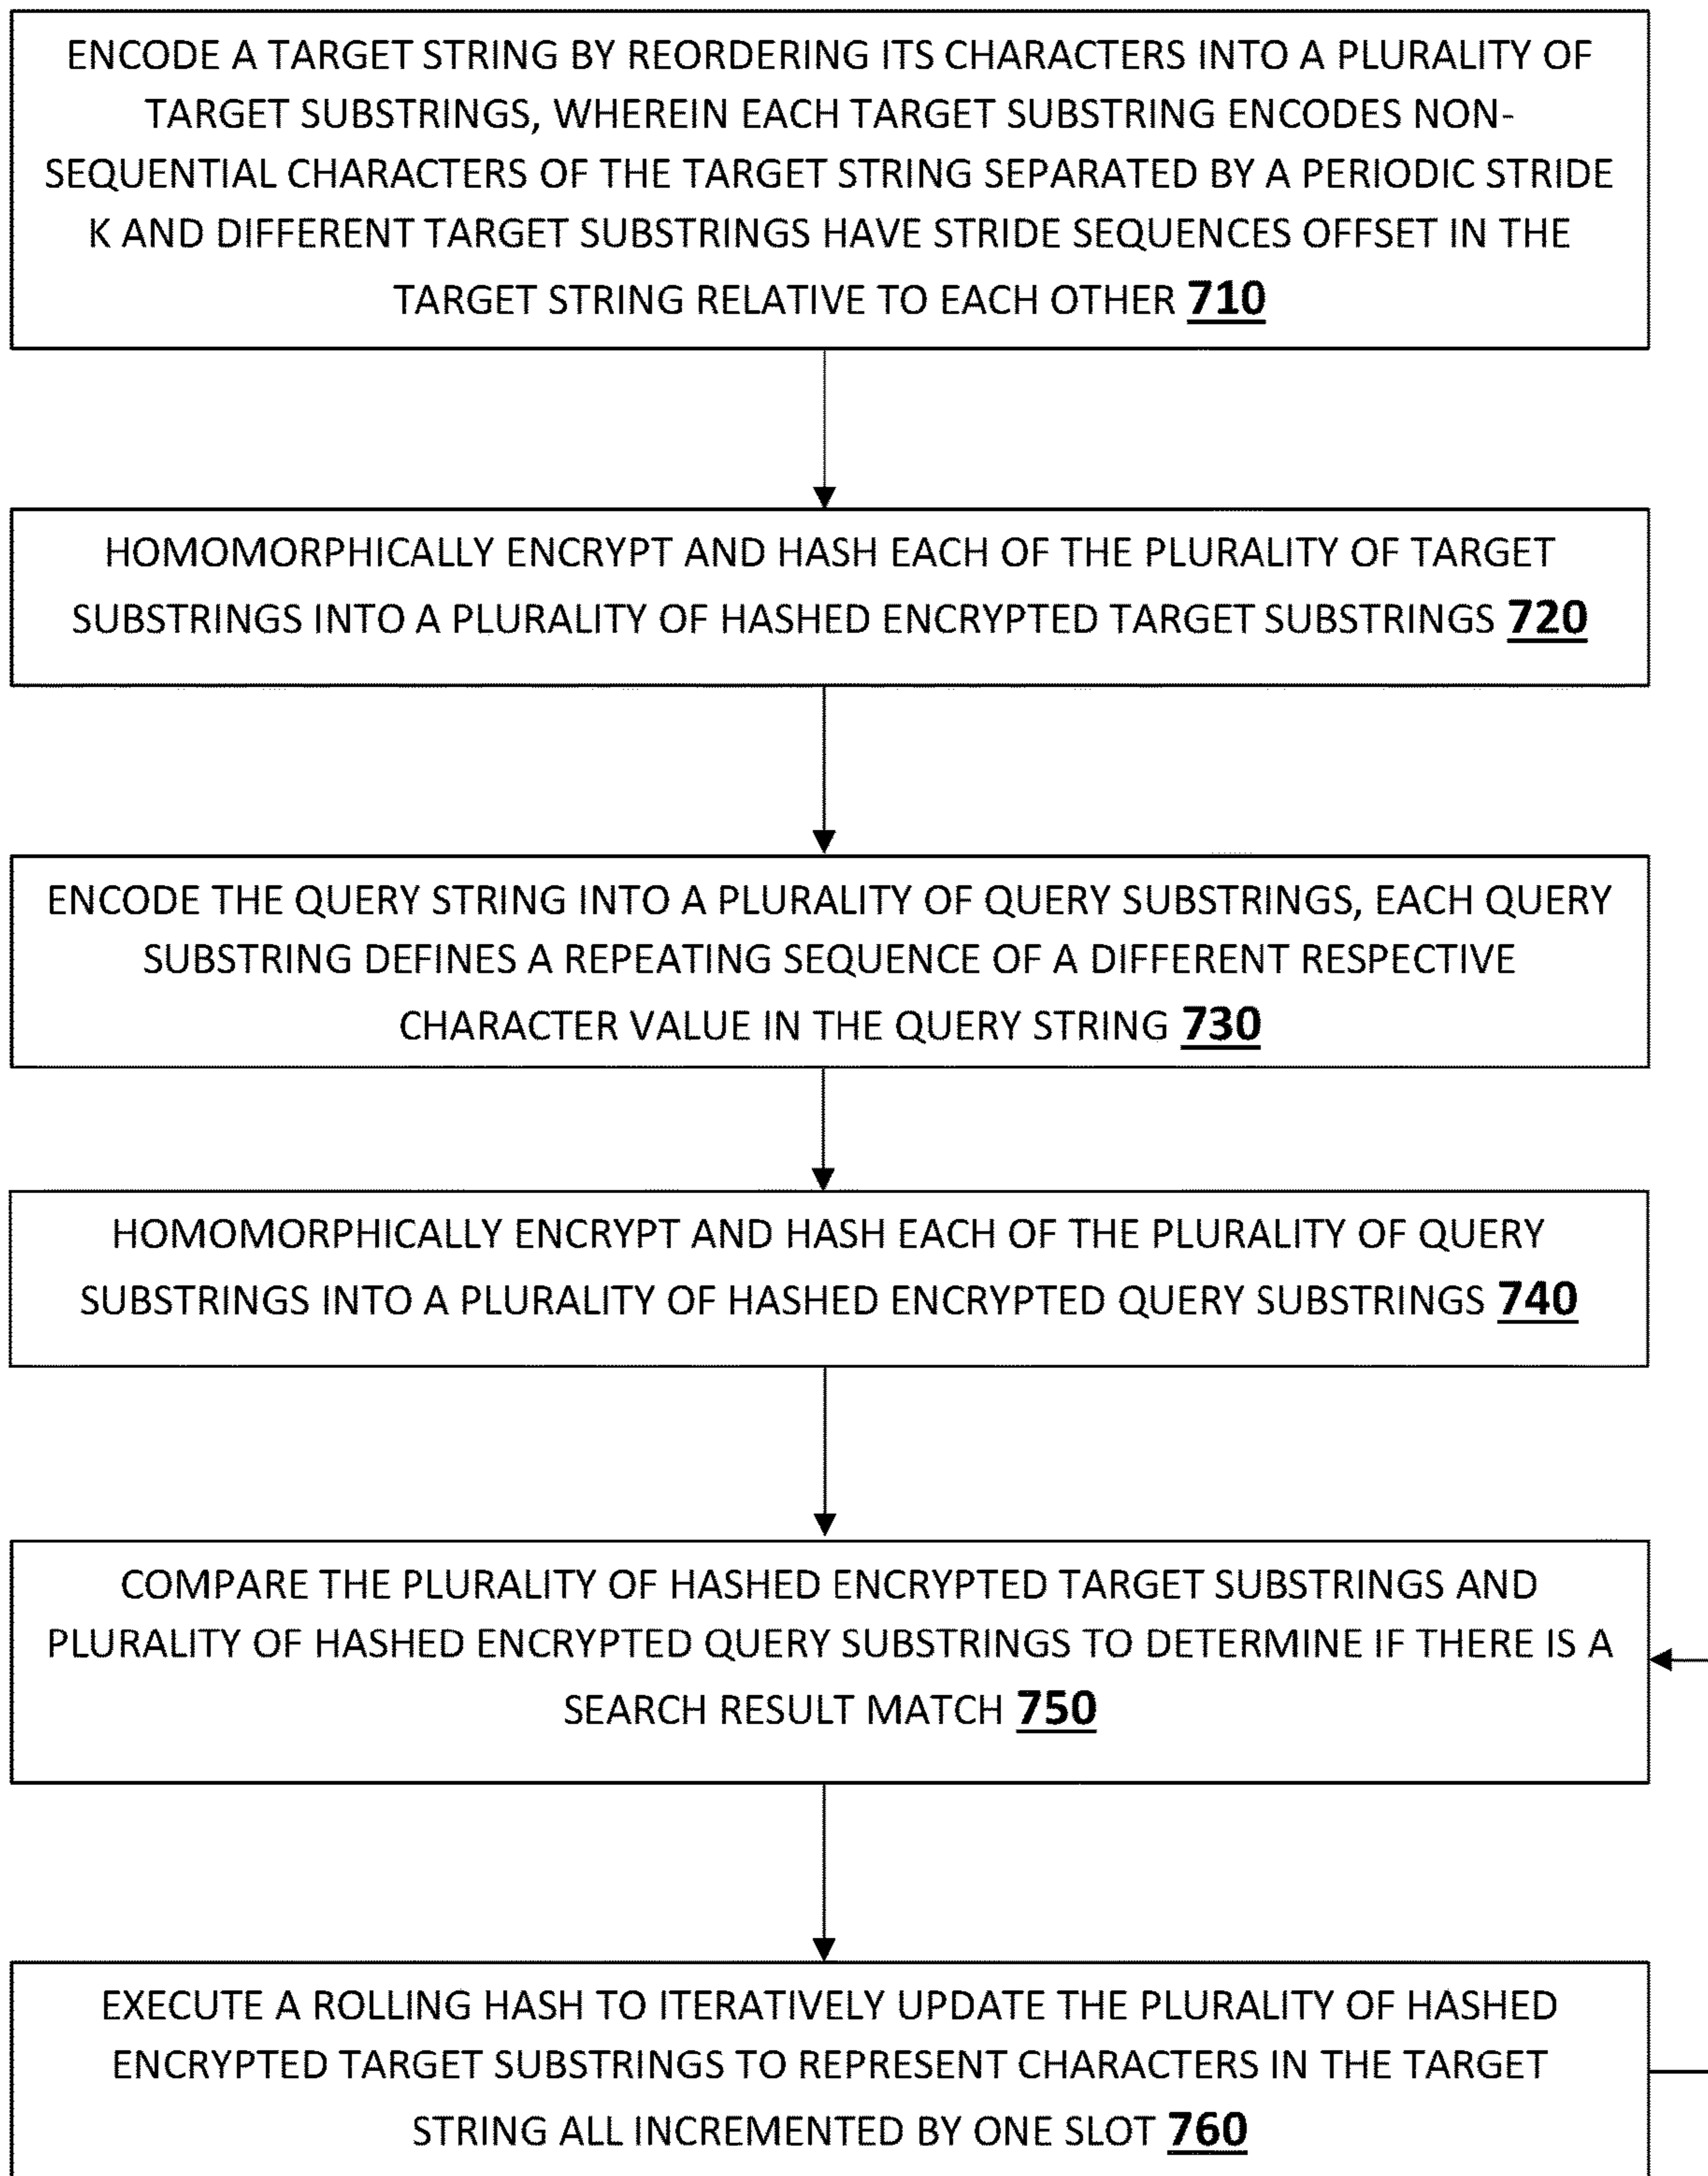 ENCODE A TARGET STRING BY REORDERING ITS CHARACTERS INTO A PLURALITY OF
TARGET SUBSTRINGS, WHEREIN EACH TARGET SUBSTRING ENCODES NON-
SEQUENTIAL CHARACTERS OF THE TARGET STRING SEPARATED BY A PERIODIC STRIDE
K AND DIFFERENT TARGET SUBSTRINGS HAVE STRIDE SEQUENCES OFFSET IN THE
TARGET STRING RELATIVE TO EACH OTHER 710
HOMOMORPHICALLY ENCRYPT AND HASH EACH OF THE PLURALITY OF TARGET
SUBSTRINGS INTO A PLURALITY OF HASHED ENCRYPTED TARGET SUBSTRINGS 720
ENCODE THE QUERY STRING INTO A PLURALITY OF QUERY SUBSTRINGS, EACH QUERY
SUBSTRING DEFINES A REPEATING SEQUENCE OF A DIFFERENT RESPECTIVE
CHARACTER VALUE IN THE QUERY STRING 730
HOMOMORPHICALLY ENCRYPT AND HASH EACH OF THE PLURALITY OF QUERY
SUBSTRINGS INTO A PLURALITY OF HASHED ENCRYPTED QUERY SUBSTRINGS 740
COMPARE THE PLURALITY OF HASHED ENCRYPTED TARGET SUBSTRINGS AND
PLURALITY OF HASHED ENCRYPTED QUERY SUBSTRINGS TO DETERMINE IF THERE IS A
SEARCH RESULT MATCH 750
EXECUTE A ROLLING HASH TO ITERATIVELY UPDATE THE PLURALITY OF HASHED
ENCRYPTED TARGET SUBSTRINGS TO REPRESENT CHARACTERS IN THE TARGET
STRING ALL INCREMENTED BY ONE SLOT 760